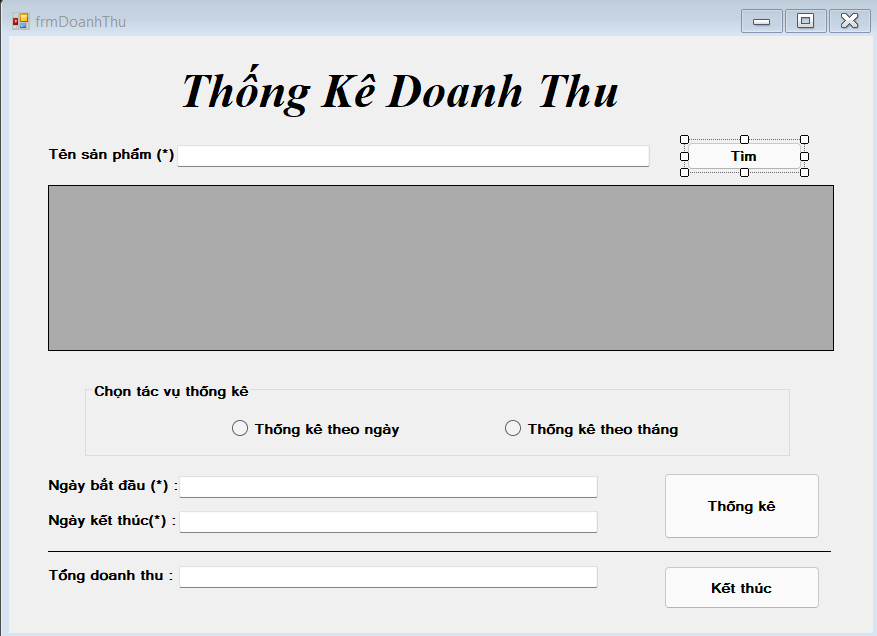 frmDoanhThu
Thống Kê Doanh Thu
Tên sản phẩm (*)
Tìm
Chọn tác vụ thống kê
Thống kê theo ngày
Thống kê theo tháng
Ngày bắt đầu (*) :
Thống kê
Ngày kết thúc(*) :
Tổng doanh thu :
Kết thúc